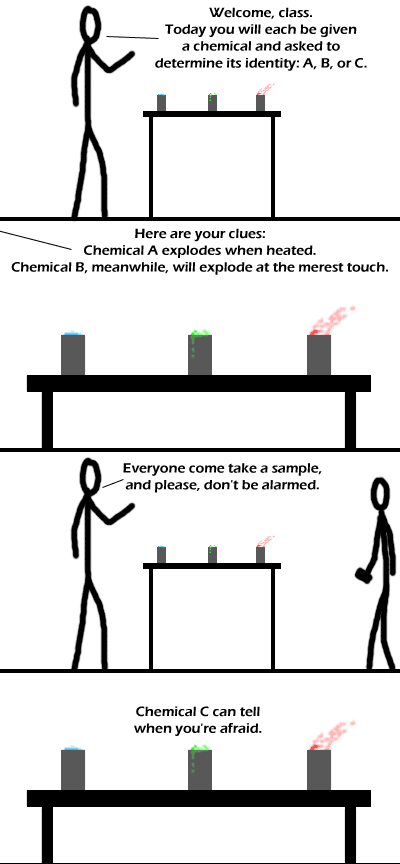 Welcome, class.
Today you will each be given
a chemical and asked to
determine its identity: A, B, or C.
Here are your clues:
Chemical A explodes when heated.
Chemical B, meanwhile, will explode at the merest touch.
Everyone come take a sample,
and please, don't be alarmed.
Chemical C can tell
when you're afraid.